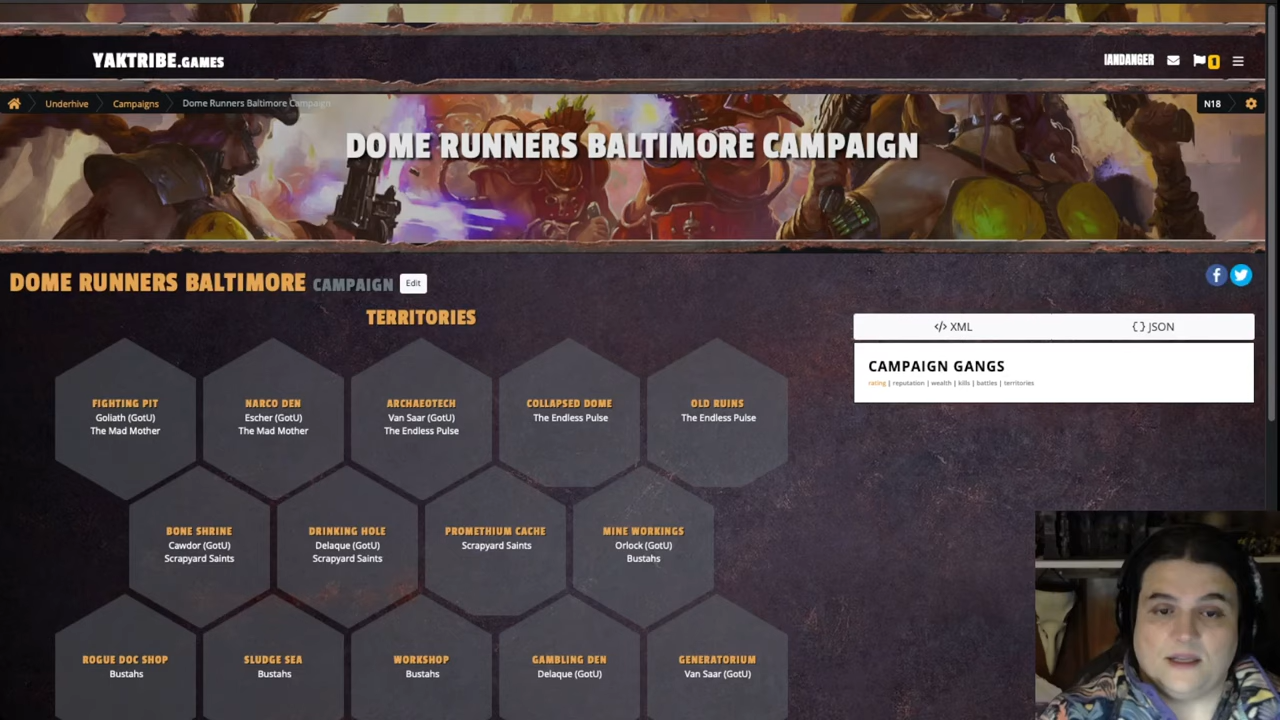 YAKTRIBE.GAMES
IANDANGER
1
Underhive
Campaigns
Dome Runners Baltimore Campaign
N18
DOME RUNNERS BALTIMORE CAMPAIGN
DOME RUNNERS BALTIMORE CAMPAIGN
Edit
TERRITORIES
</> XML
{ } JSON
CAMPAIGN GANGS
rating | reputation | wealth | kills | battles | territories
FIGHTING PIT
Goliath (GotU)
The Mad Mother
NARCO DEN
Escher (GotU)
The Mad Mother
ARCHAEOTECH
Van Saar (GotU)
The Endless Pulse
COLLAPSED DOME
The Endless Pulse
OLD RUINS
The Endless Pulse
BONE SHRINE
Cawdor (GotU)
Scrapyard Saints
DRINKING HOLE
Delaque (GotU)
Scrapyard Saints
PROMETHIUM CACHE
Scrapyard Saints
MINE WORKINGS
Orlock (GotU)
Bustahs
ROGUE DOC SHOP
Bustahs
SLUDGE SEA
Bustahs
WORKSHOP
Bustahs
GAMBLING DEN
Delaque (GotU)
GENERATORIUM
Van Saar (GotU)